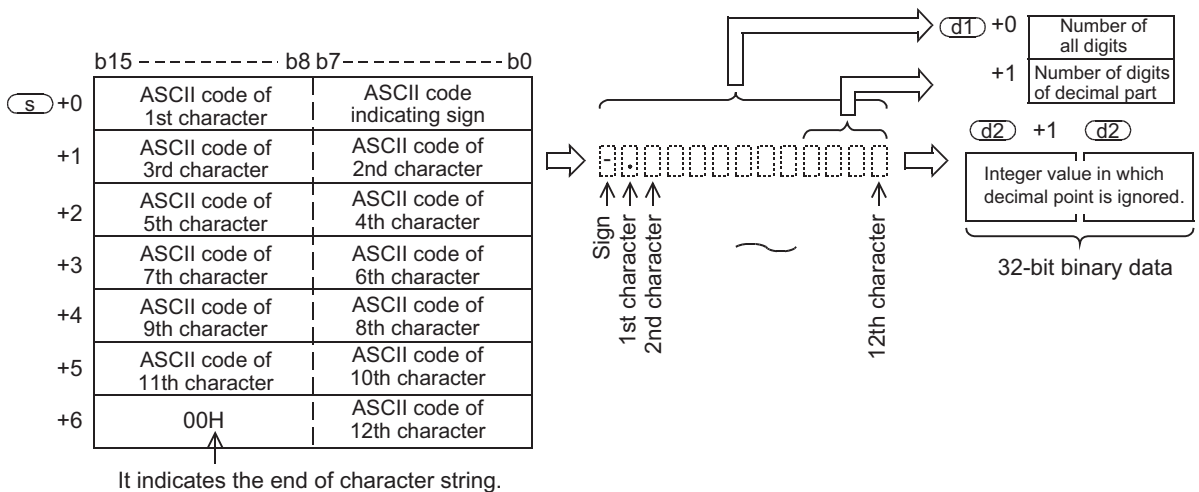 b15 ------------ b8 b7 ------------ b0
s +0
ASCII code of
1st character
ASCII code
indicating sign
+1
ASCII code of
3rd character
ASCII code of
2nd character
+2
ASCII code of
5th character
ASCII code of
4th character
+3
ASCII code of
7th character
ASCII code of
6th character
+4
ASCII code of
9th character
ASCII code of
8th character
+5
ASCII code of
11th character
ASCII code of
10th character
+6
00H
ASCII code of
12th character
It indicates the end of character string.
- .
Sign
1st character
2nd character
12th character
d1 +0
Number of
all digits
+1
Number of digits
of decimal part
d2 +1 d2
Integer value in which
decimal point is ignored.
32-bit binary data